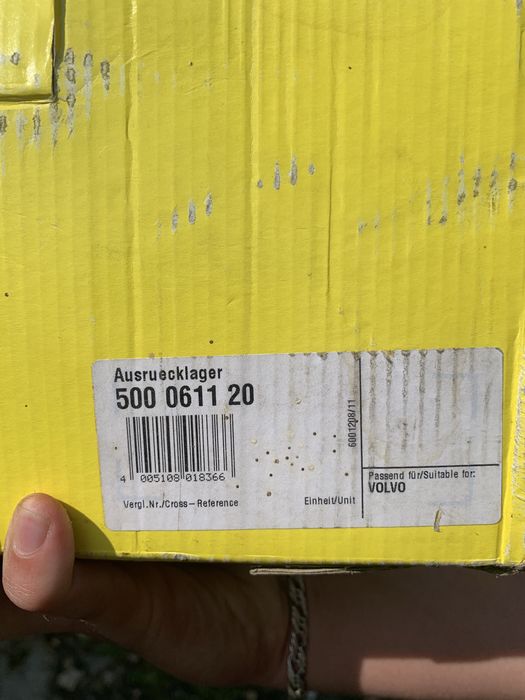 Ausruecklager
500 0611 20
4 005108 018366
6001208/11
Passend für/Suitable for:
VOLVO
Vergl.Nr./Cross-Reference
Einheit/Unit